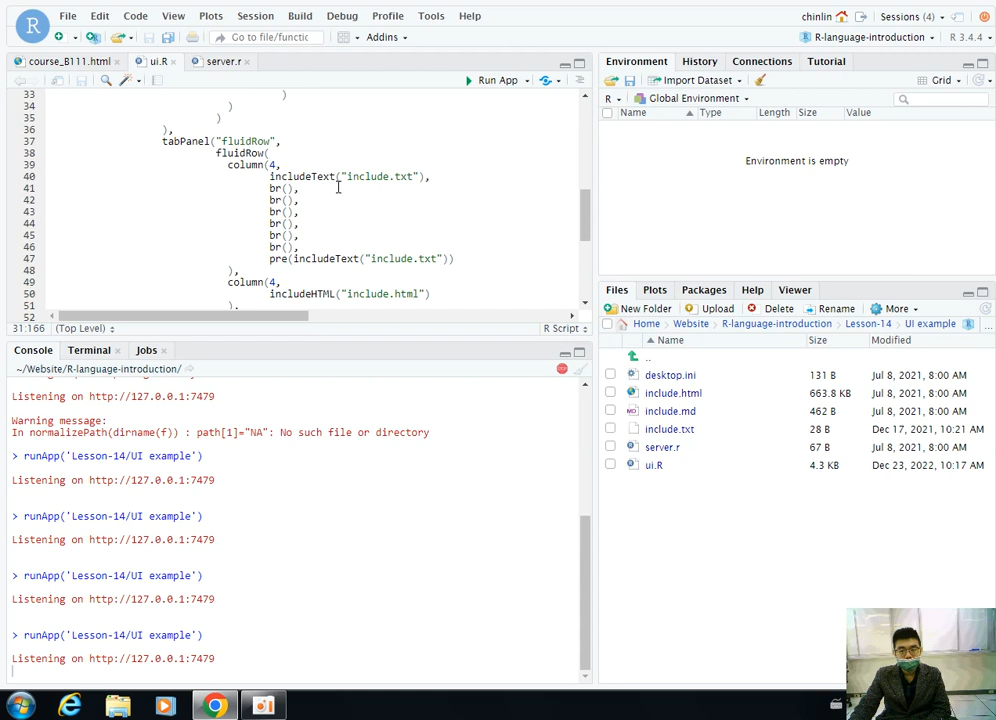 File Edit Code View Plots Session Build Debug Profile Tools Help
chinlin Sessions (4)
R
Go to file/functic Addins
R-language-introduction R 3.4.4
course_B111.html × ui.R × server.r ×
Run App
33 )
34 )
35 )
36 ),
37 tabPanel("fluidRow",
38 fluidRow(
39 column(4,
40 includeText("include.txt"),
41 br(),
42 br(),
43 br(),
44 br(),
45 br(),
46 br(),
47 pre(includeText("include.txt"))
48 ),
49 column(4,
50 includeHTML("include.html")
51 ),
52
31:166 (Top Level) R Script
Console Terminal × Jobs ×
~/Website/R-language-introduction/
Listening on http://127.0.0.1:7479
Warning message:
In normalizePath(dirname(f)) : path[1]="NA": No such file or directory
> runApp('Lesson-14/UI example')
Listening on http://127.0.0.1:7479
> runApp('Lesson-14/UI example')
Listening on http://127.0.0.1:7479
> runApp('Lesson-14/UI example')
Listening on http://127.0.0.1:7479
> runApp('Lesson-14/UI example')
Listening on http://127.0.0.1:7479
Environment History Connections Tutorial
Import Dataset Grid
R Global Environment
Name Type Length Size Value
Environment is empty
Files Plots Packages Help Viewer
New Folder Upload Delete Rename More
Home Website R-language-introduction Lesson-14 UI example R ...
Name Size Modified
..
desktop.ini 131 B Jul 8, 2021, 8:00 AM
include.html 663.8 KB Jul 8, 2021, 8:00 AM
MD include.md 462 B Jul 8, 2021, 8:00 AM
include.txt 28 B Dec 17, 2021, 10:21 AM
server.r 67 B Jul 8, 2021, 8:00 AM
ui.R 4.3 KB Dec 23, 2022, 10:17 AM